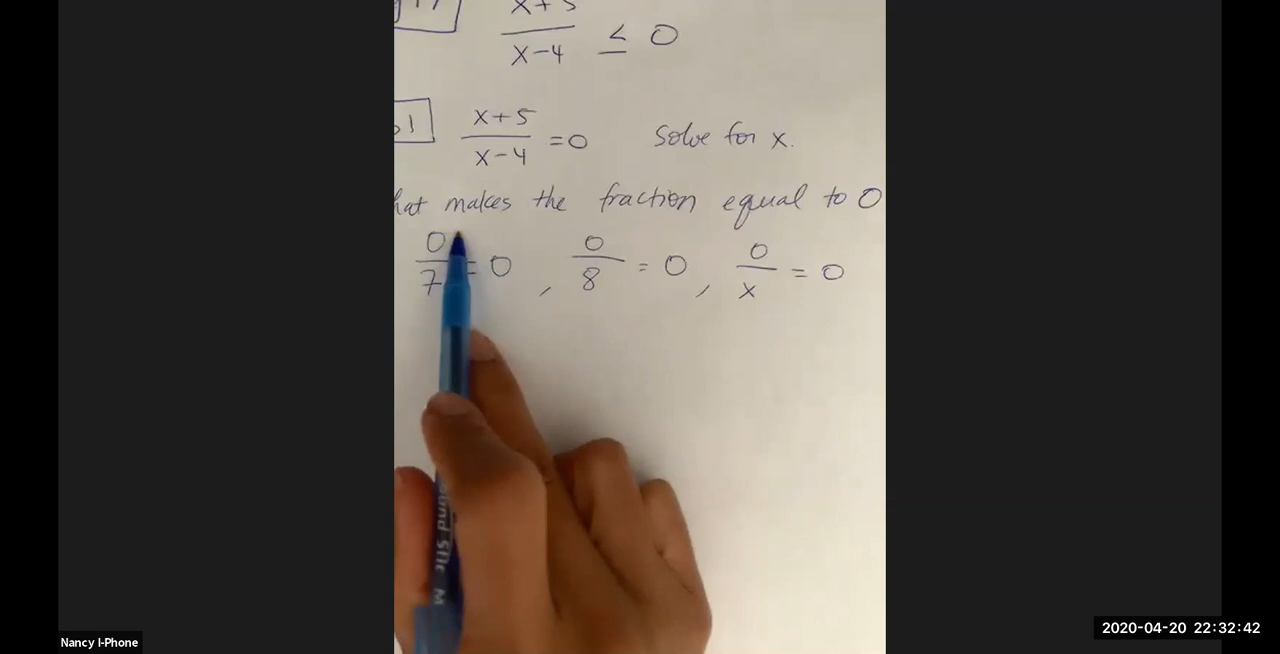 x+5
x-4 ≤ 0
x+5
x-4 =0 Solve for x.
makes the fraction equal to 0
0/7 = 0 , 0/8 = 0 , 0/x = 0
Nancy I-Phone
2020-04-20 22:32:42